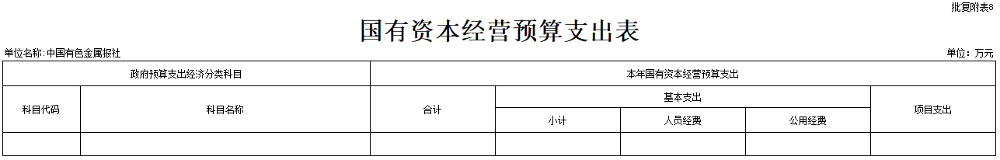 批复附表8
国有资本经营预算支出表
单位名称:中国有色金属报社 单位：万元
政府预算支出经济分类科目 本年国有资本经营预算支出
科目代码 科目名称 合计 基本支出 项目支出
小计 人员经费 公用经费